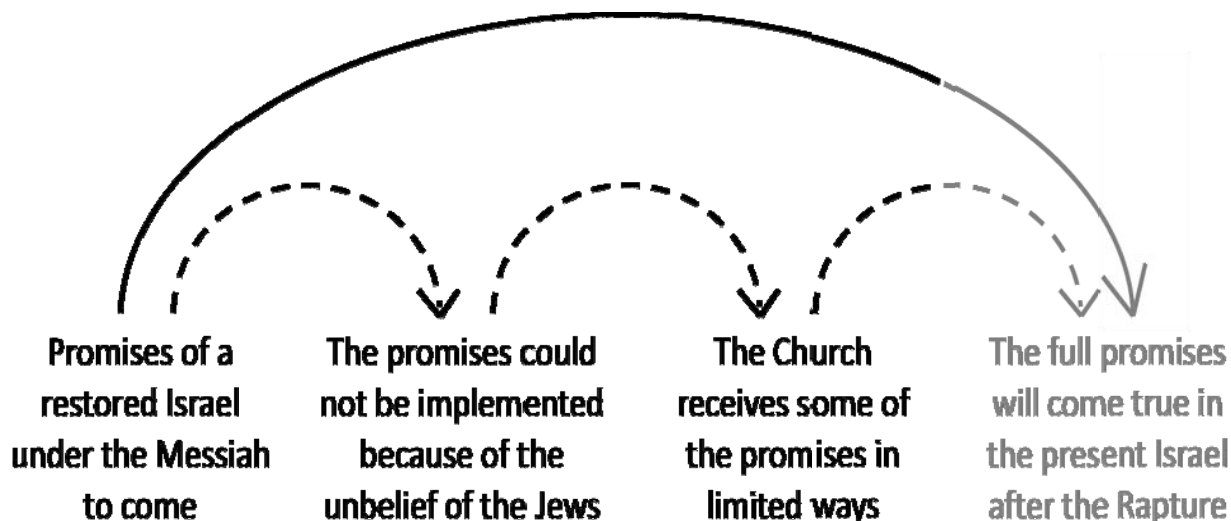 Promises of a
restored Israel
under the Messiah
to come
The promises could
not be implemented
because of the
unbelief of the Jews
The Church
receives some of
the promises in
limited ways
The full promises
will come true in
the present Israel
after the Rapture